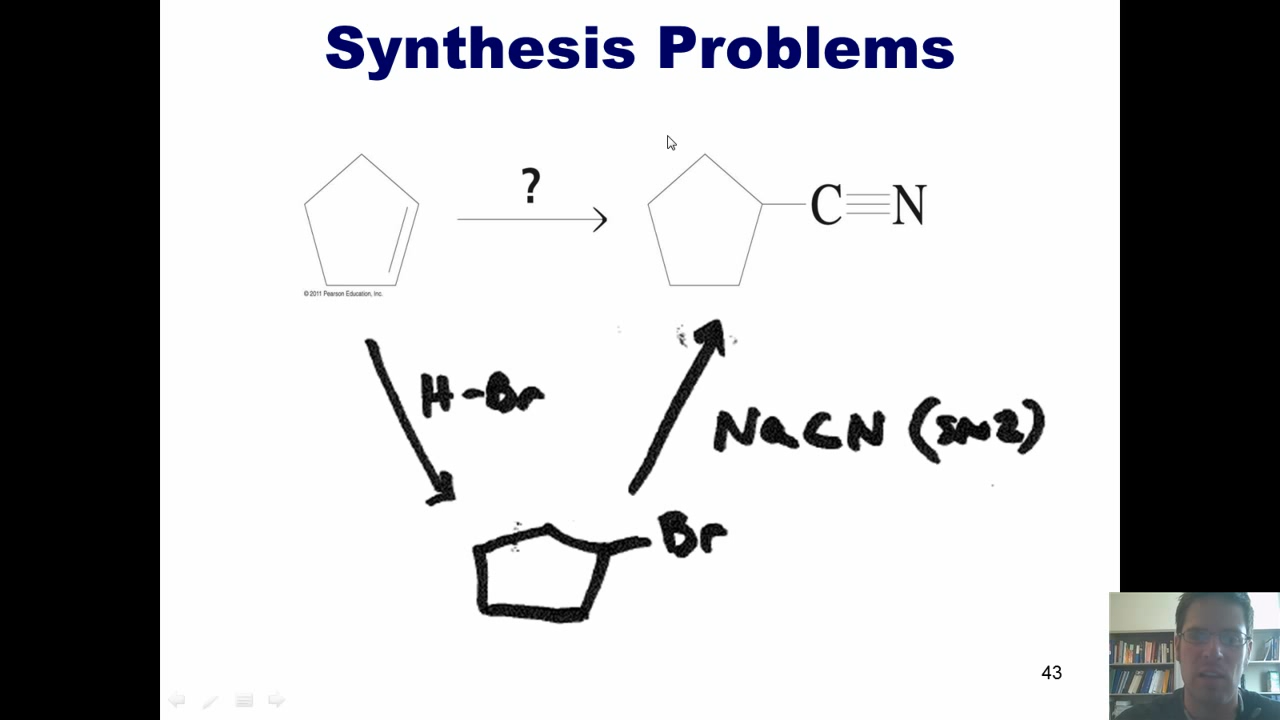 Synthesis Problems
?
C≡N
© 2011 Pearson Education, Inc.
H-Br
NaCN (SN2)
Br
43